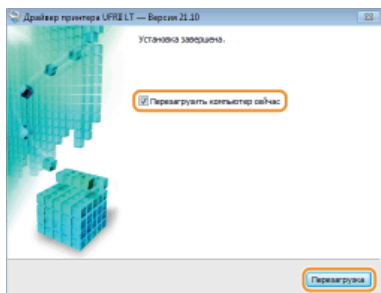 Драйвер принтера UFRII LT — Версия 21.10
Установка завершена.
Перезагрузить компьютер сейчас
Перезагрузка